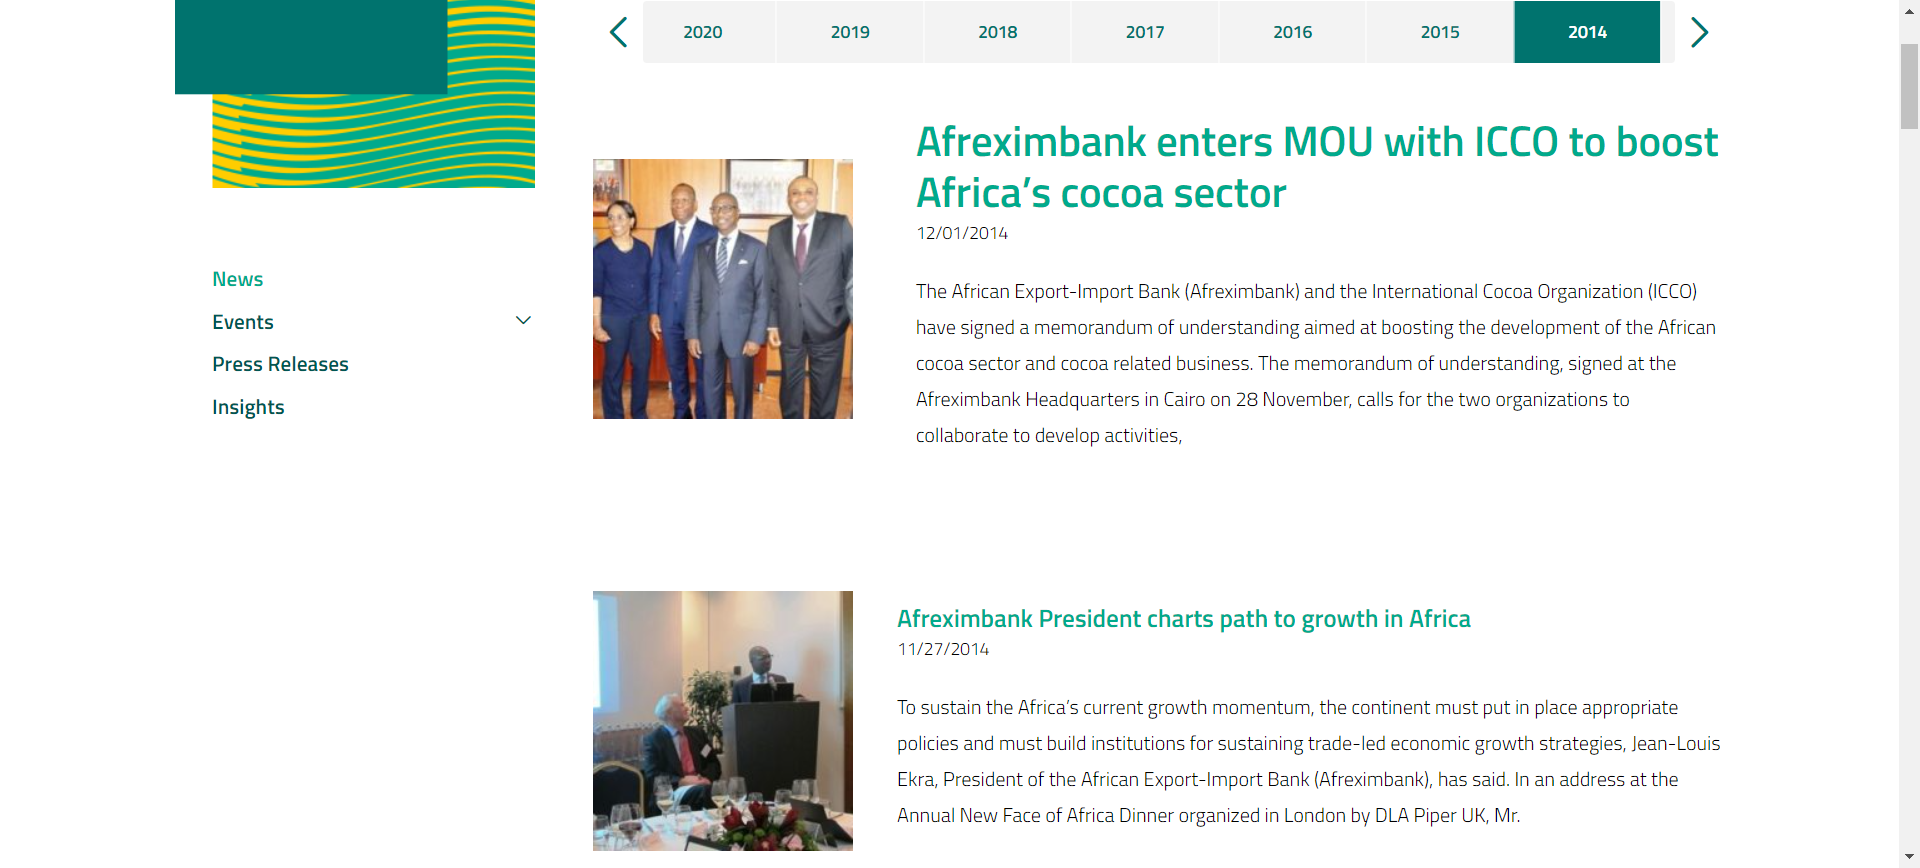 2020 2019 2018 2017 2016 2015 2014
Afreximbank enters MOU with ICCO to boost
Africa’s cocoa sector
12/01/2014
The African Export-Import Bank (Afreximbank) and the International Cocoa Organization (ICCO)
have signed a memorandum of understanding aimed at boosting the development of the African
cocoa sector and cocoa related business. The memorandum of understanding, signed at the
Afreximbank Headquarters in Cairo on 28 November, calls for the two organizations to
collaborate to develop activities,
News
Events
Press Releases
Insights
Afreximbank President charts path to growth in Africa
11/27/2014
To sustain the Africa’s current growth momentum, the continent must put in place appropriate
policies and must build institutions for sustaining trade-led economic growth strategies, Jean-Louis
Ekra, President of the African Export-Import Bank (Afreximbank), has said. In an address at the
Annual New Face of Africa Dinner organized in London by DLA Piper UK, Mr.